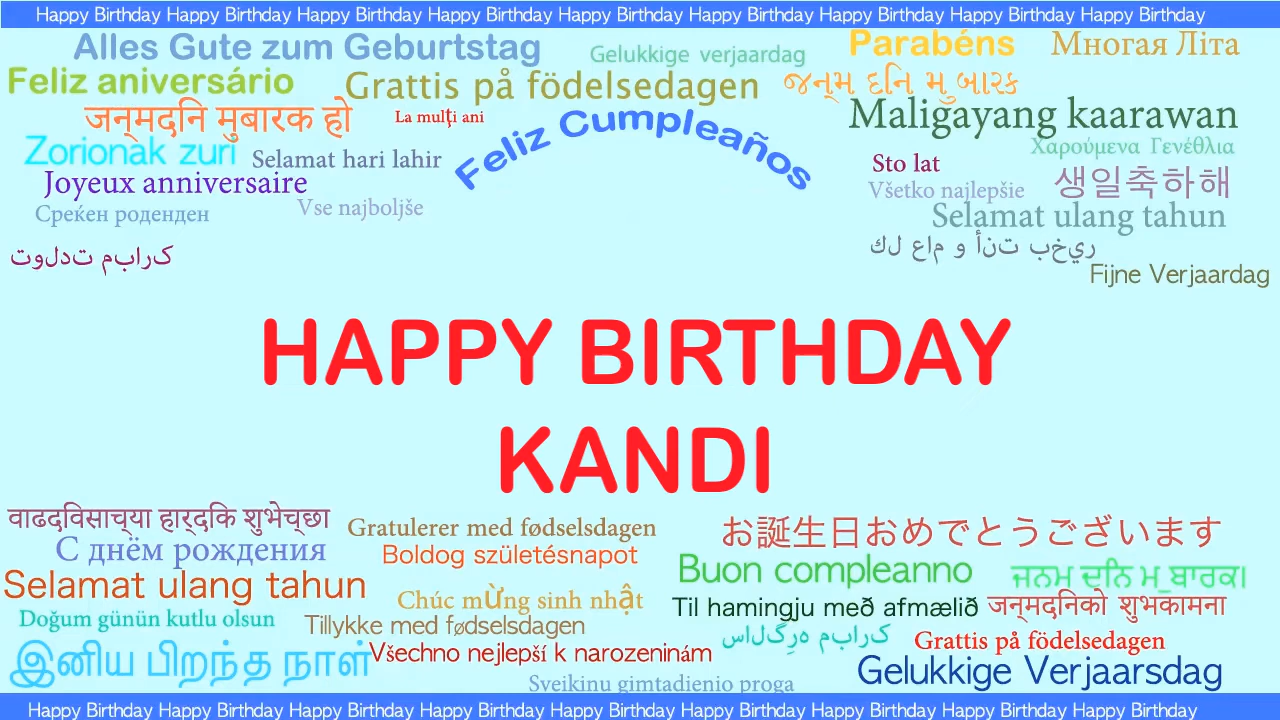 Happy Birthday Happy Birthday Happy Birthday Happy Birthday Happy Birthday Happy Birthday Happy Birthday Happy Birthday Happy Birthday
Alles Gute zum Geburtstag
Gelukkige verjaardag
Parabéns
Многая Літа
Feliz aniversário
Grattis på födelsedagen
જન્મ દિન મુબારક
जन्मदिन मुबारक हो
La mulţi ani
Feliz Cumpleaños
Maligayang kaarawan
Zorionak zuri
Selamat hari lahir
Χαρούμενα Γενέθλια
Sto lat
Joyeux anniversaire
Všetko najlepšie
생일축하해
Среќен роденден
Vse najboljše
Selamat ulang tahun
تولدت مبارک
كل عام و أنت بخير
Fijne Verjaardag
HAPPY BIRTHDAY
KANDI
वाढदिवसाच्या हार्दिक शुभेच्छा
Gratulerer med fødselsdagen
お誕生日おめでとうございます
С днём рождения
Boldog születésnapot
Buon compleanno
ਜਨਮ ਦਿਨ ਮੁਬਾਰਕ।
Selamat ulang tahun
Chúc mừng sinh nhật
Til hamingju með afmælið
जन्मदिनको शुभकामना
Doğum günün kutlu olsun
Tillykke med fødselsdagen
سالگرہ مبارک
Grattis på födelsedagen
இனிய பிறந்த நாள்
Všechno nejlepší k narozeninám
Gelukkige Verjaarsdag
Sveikinu gimtadienio proga
Happy Birthday Happy Birthday Happy Birthday Happy Birthday Happy Birthday Happy Birthday Happy Birthday Happy Birthday Happy Birthday